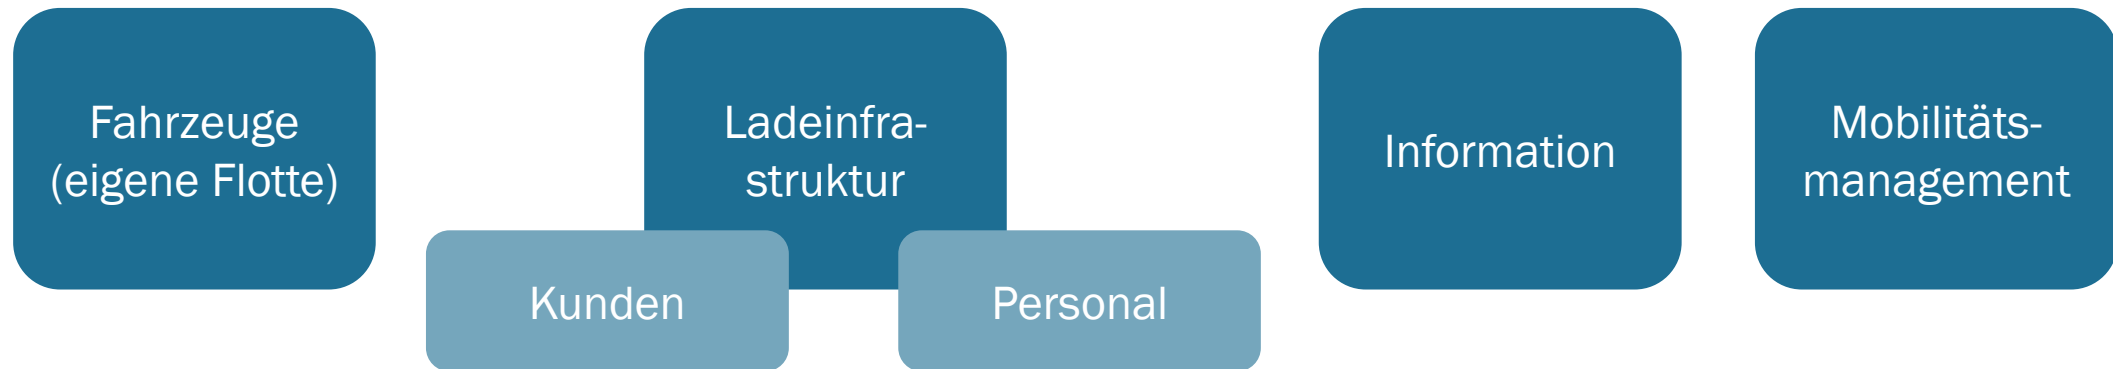 Fahrzeuge
(eigene Flotte)
Ladeinfra-
struktur
Kunden
Personal
Information
Mobilitäts-
management